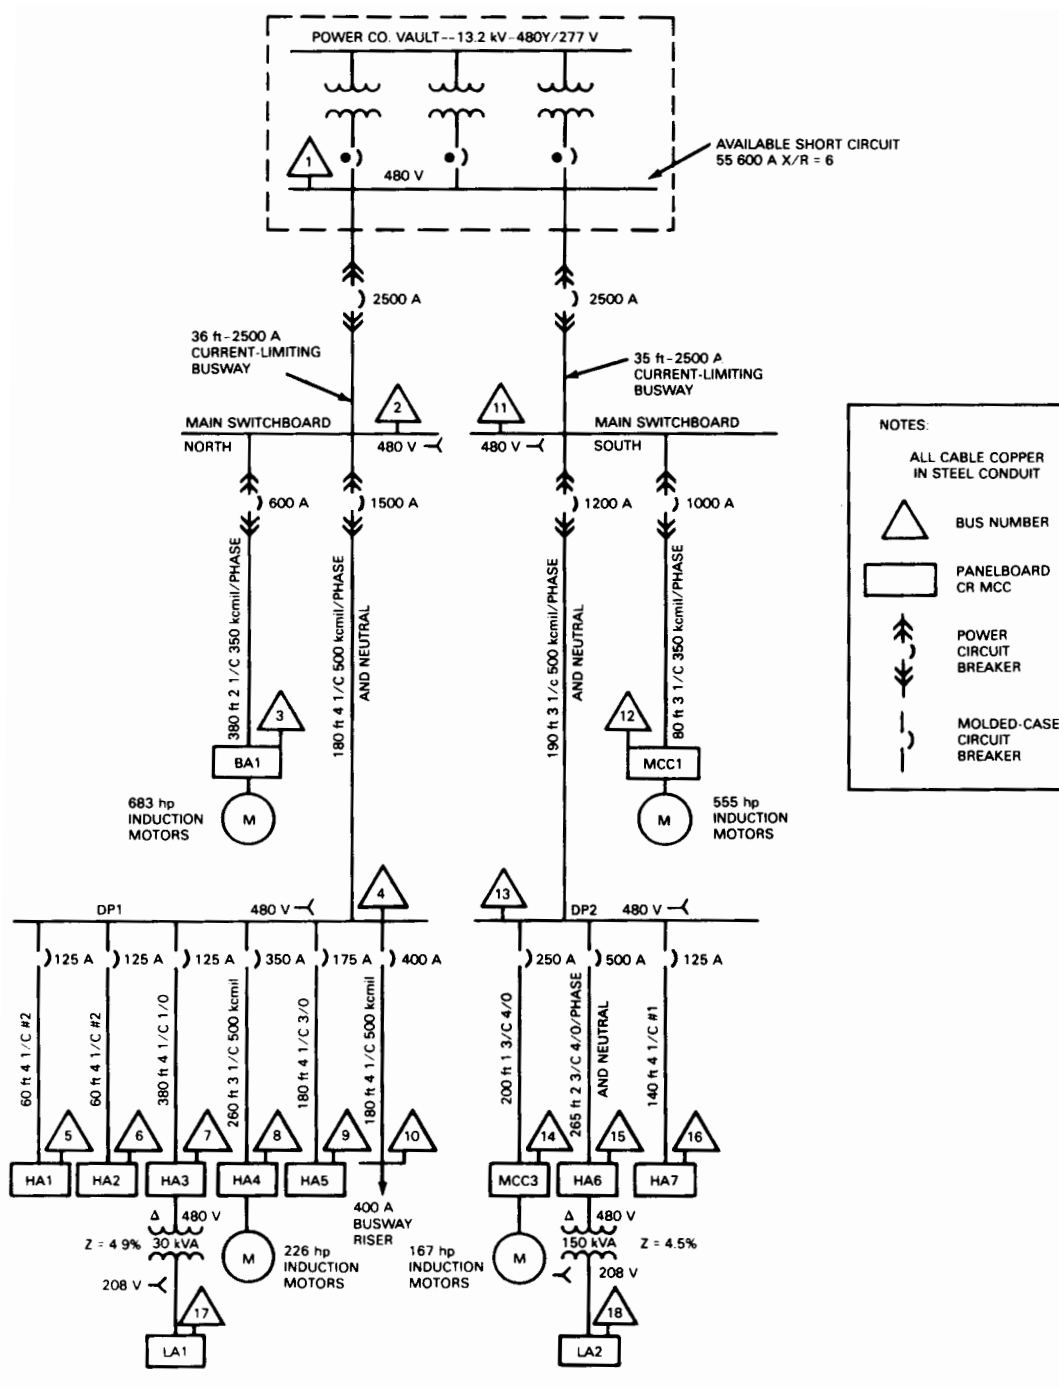 POWER CO. VAULT--13.2 kV-480Y/277 V
AVAILABLE SHORT CIRCUIT
55 600 A X/R = 6
1
480 V
2500 A
2500 A
36 ft-2500 A
CURRENT-LIMITING
BUSWAY
35 ft-2500 A
CURRENT-LIMITING
BUSWAY
2
11
MAIN SWITCHBOARD
MAIN SWITCHBOARD
NORTH
480 V
480 V
SOUTH
600 A
1500 A
1200 A
1000 A
380 ft 2 1/C 350 kcmil/PHASE
180 ft 4 1/C 500 kcmil/PHASE
AND NEUTRAL
190 ft 3 1/c 500 kcmil/PHASE
AND NEUTRAL
80 ft 3 1/C 350 kcmil/PHASE
3
12
BA1
MCC1
683 hp
INDUCTION
MOTORS
M
M
555 hp
INDUCTION
MOTORS
NOTES:
ALL CABLE COPPER
IN STEEL CONDUIT
BUS NUMBER
PANELBOARD
CR MCC
POWER
CIRCUIT
BREAKER
MOLDED-CASE
CIRCUIT
BREAKER
4
13
DP1
480 V
DP2
480 V
125 A
125 A
125 A
350 A
175 A
400 A
250 A
500 A
125 A
60 ft 4 1/C #2
60 ft 4 1/C #2
380 ft 4 1/C 1/0
260 ft 3 1/C 500 kcmil
180 ft 4 1/C 3/0
180 ft 4 1/C 500 kcmil
200 ft 1 3/C 4/0
265 ft 2 3/C 4/0/PHASE
AND NEUTRAL
140 ft 4 1/C #1
5
6
7
8
9
10
14
15
16
HA1
HA2
HA3
HA4
HA5
MCC3
HA6
HA7
400 A
BUSWAY
RISER
Δ
480 V
Z = 4 9%
30 kVA
208 V
M
226 hp
INDUCTION
MOTORS
167 hp
INDUCTION
MOTORS
M
Δ
480 V
150 kVA
Z = 4.5%
208 V
17
18
LA1
LA2